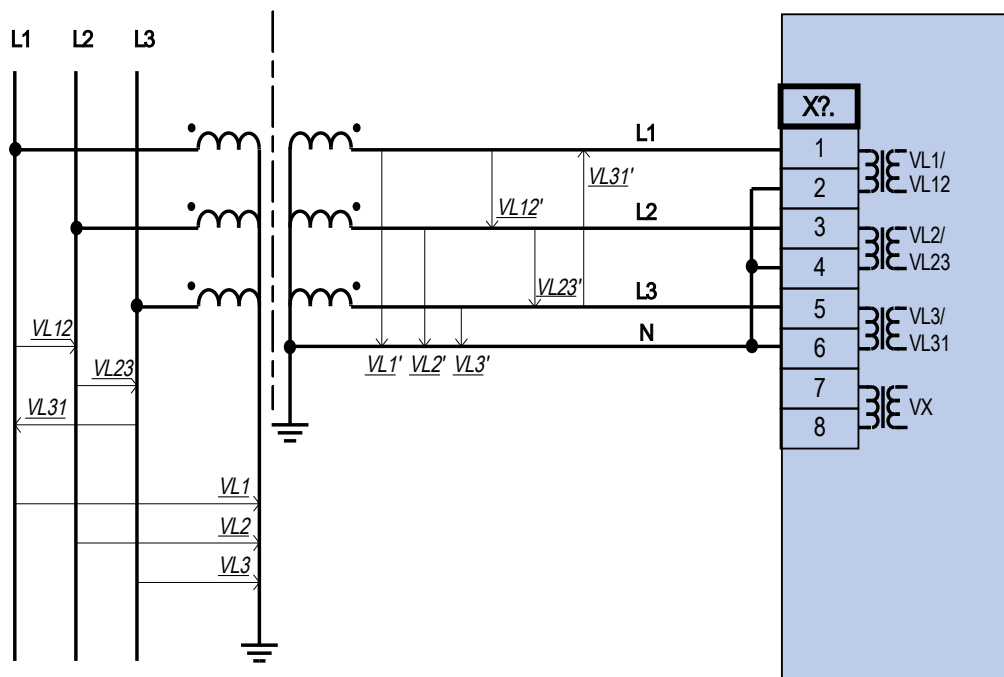 L1 L2 L3
X?.
L1
1
VL1/
VL31'
2
VL12
VL12'
L2
3
VL2/
4
VL23
VL23'
L3
5
VL3/
VL12
N
6
VL31
VL23
VL1' VL2' VL3'
7
VL31
VX
8
VL1
VL2
VL3